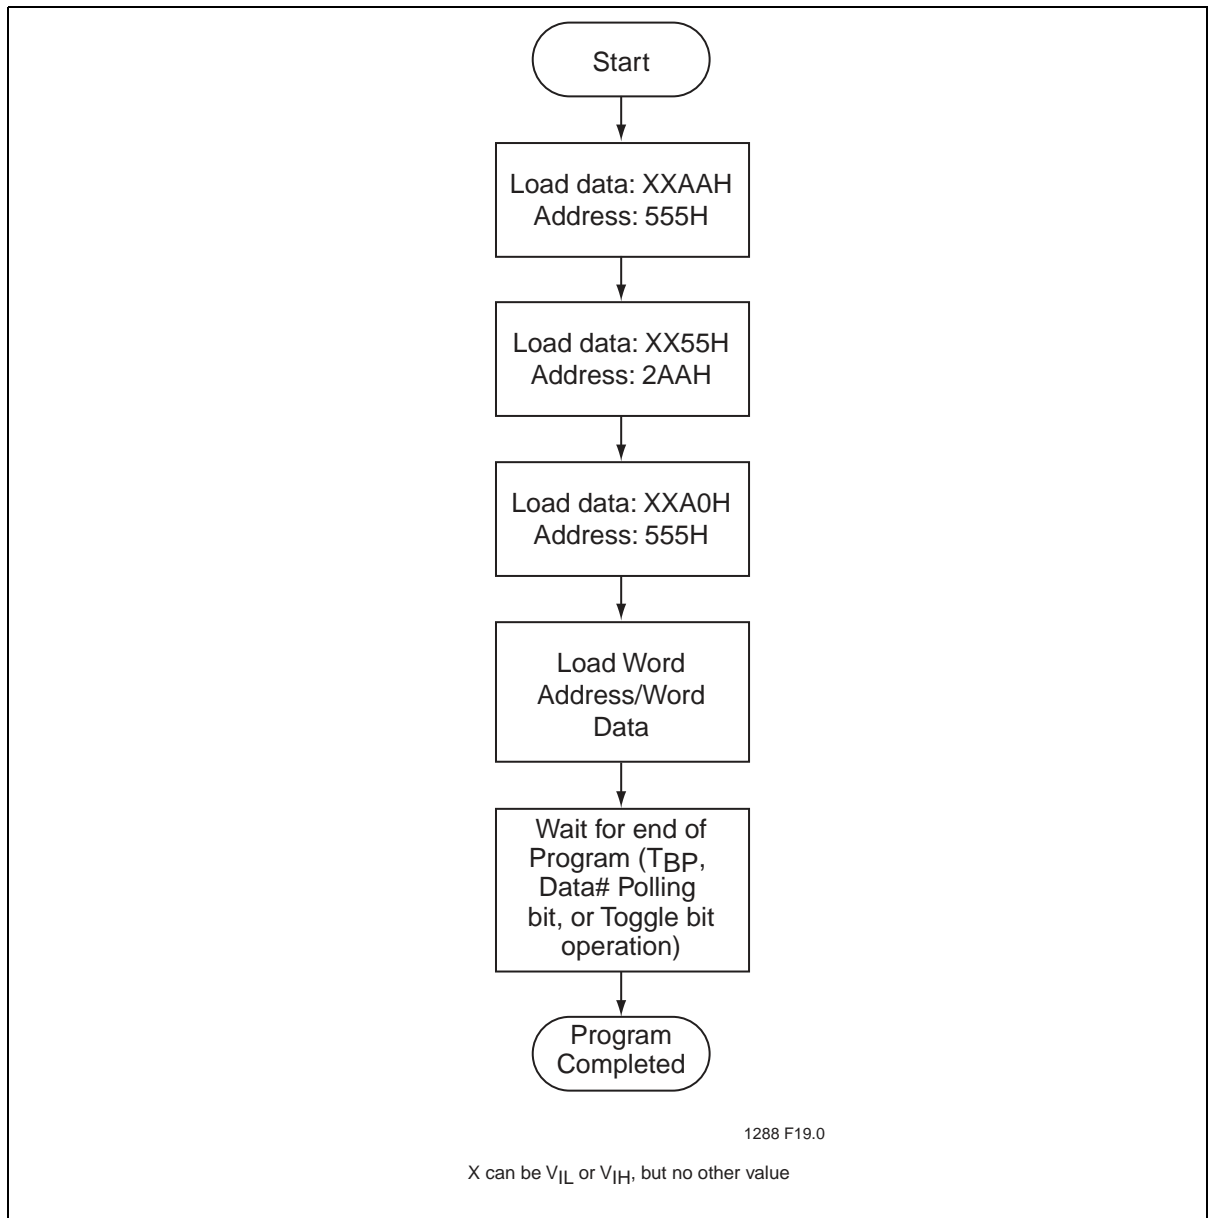 Start
Load data: XXAAH
Address: 555H
Load data: XX55H
Address: 2AAH
Load data: XXA0H
Address: 555H
Load Word
Address/Word
Data
Wait for end of
Program (TBP,
Data# Polling
bit, or Toggle bit
operation)
Program
Completed
1288 F19.0
X can be VIL or VIH, but no other value